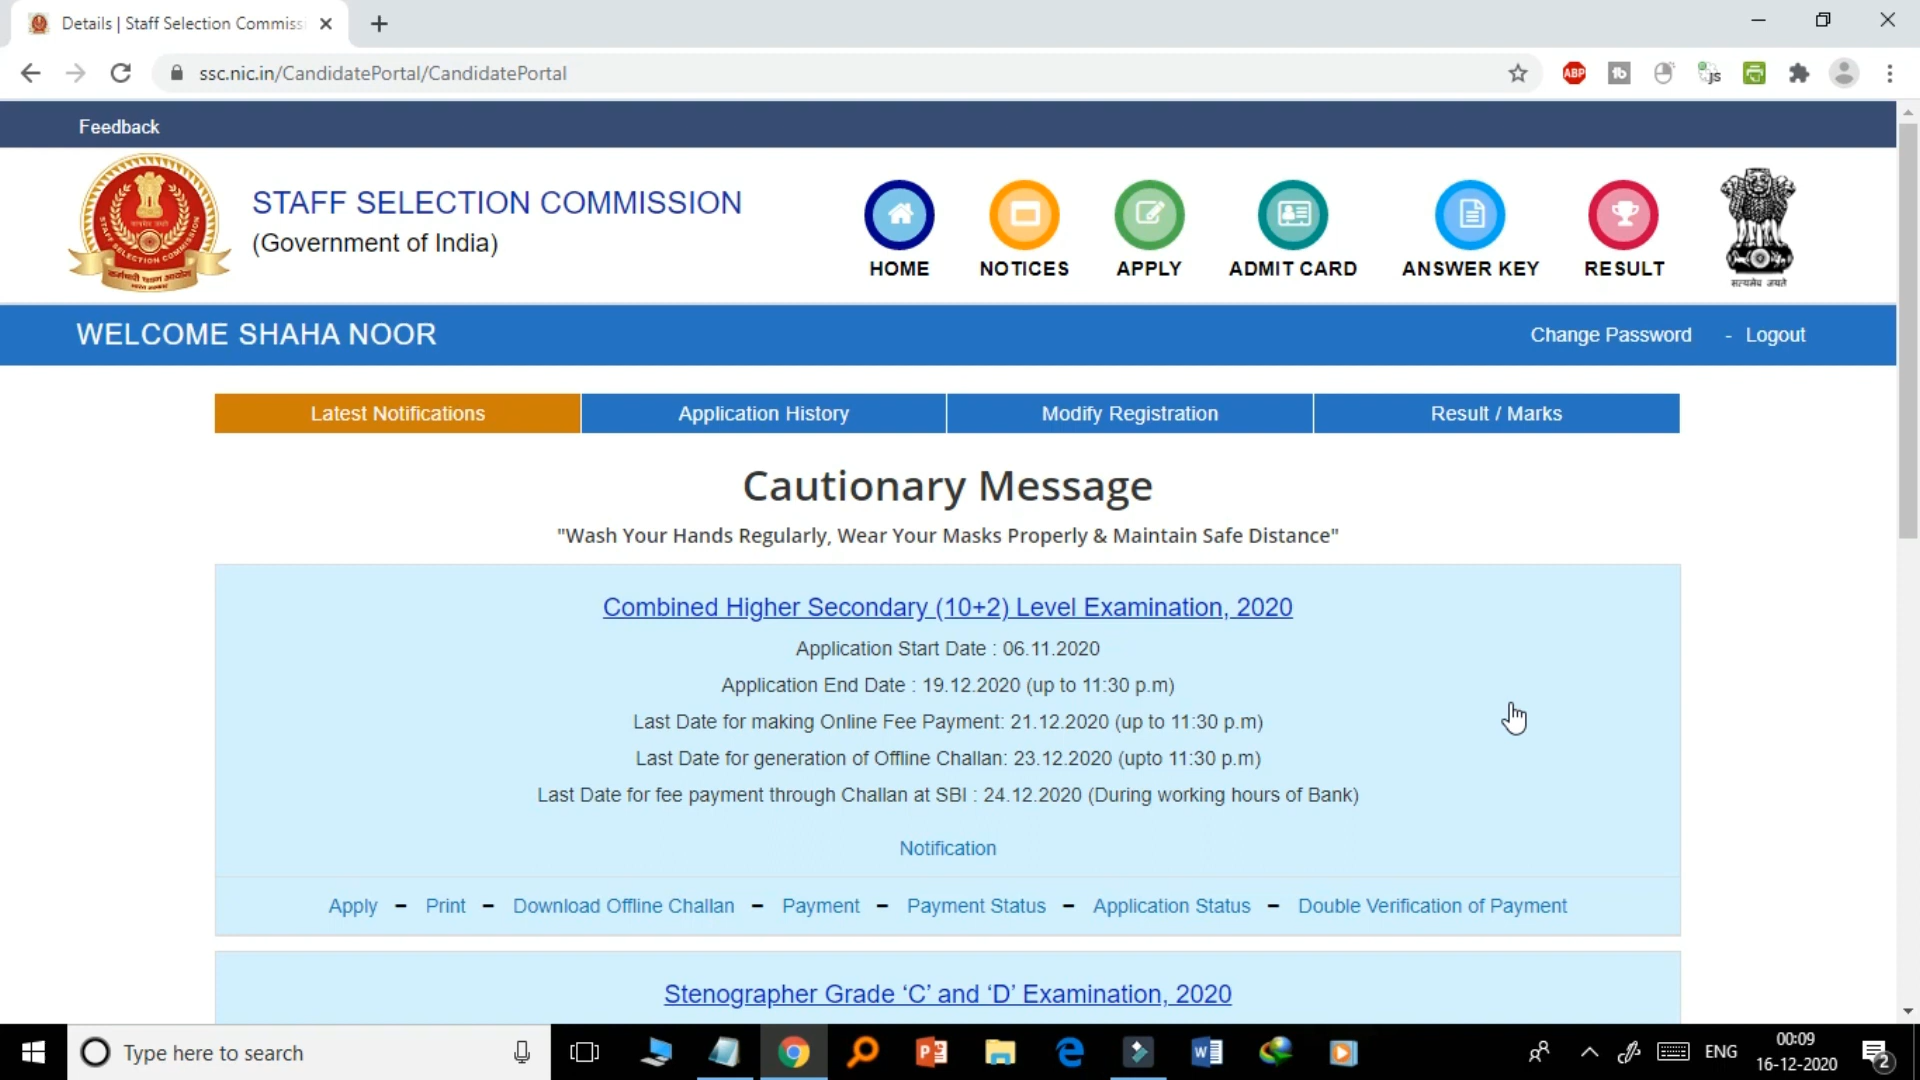 Details | Staff Selection Commiss
ssc.nic.in/CandidatePortal/CandidatePortal
ABP
js
Feedback
STAFF SELECTION COMMISSION
(Government of India)
HOME
NOTICES
APPLY
ADMIT CARD
ANSWER KEY
RESULT
सत्यमेव जयते
WELCOME SHAHA NOOR
Change Password - Logout
Latest Notifications
Application History
Modify Registration
Result / Marks
Cautionary Message
"Wash Your Hands Regularly, Wear Your Masks Properly & Maintain Safe Distance"
Combined Higher Secondary (10+2) Level Examination, 2020
Application Start Date : 06.11.2020
Application End Date : 19.12.2020 (up to 11:30 p.m)
Last Date for making Online Fee Payment: 21.12.2020 (up to 11:30 p.m)
Last Date for generation of Offline Challan: 23.12.2020 (upto 11:30 p.m)
Last Date for fee payment through Challan at SBI : 24.12.2020 (During working hours of Bank)
Notification
Apply - Print - Download Offline Challan - Payment - Payment Status - Application Status - Double Verification of Payment
Stenographer Grade ‘C’ and ‘D’ Examination, 2020
Type here to search
ENG
00:09
16-12-2020
2